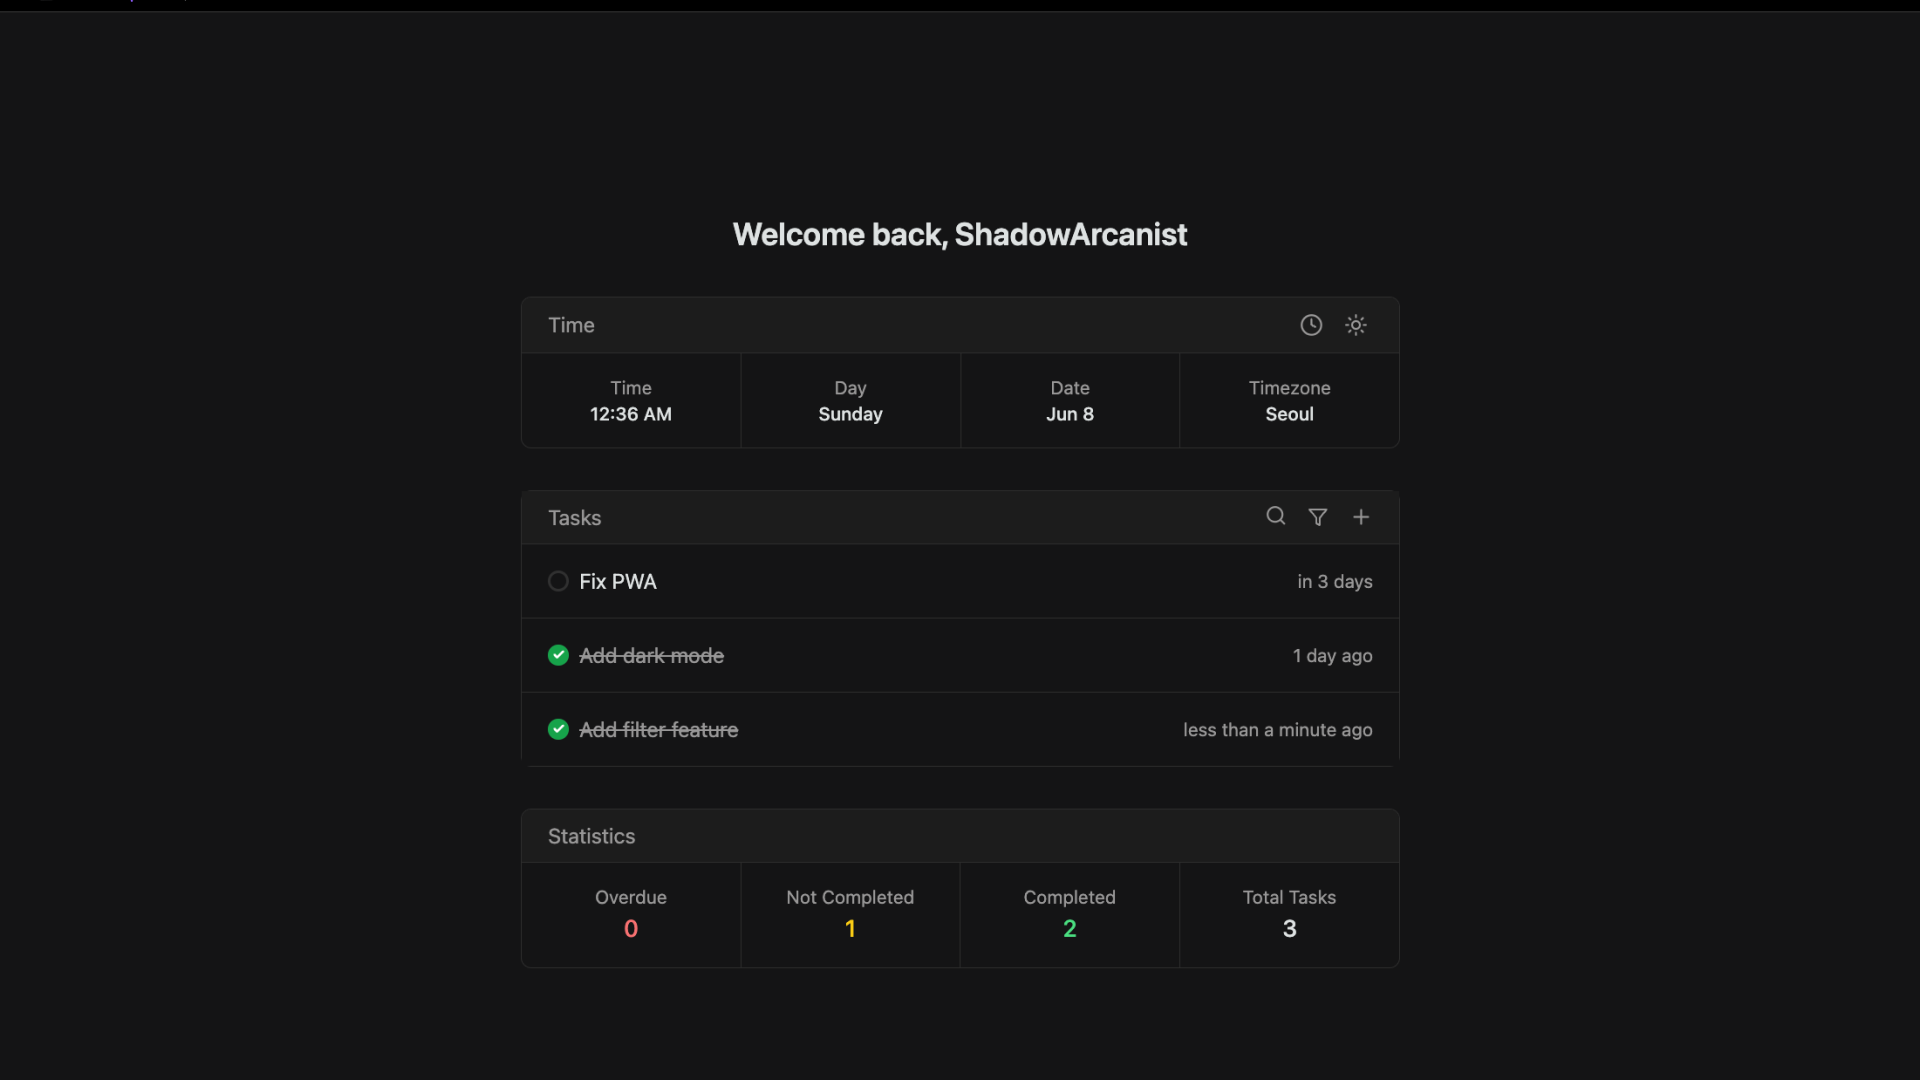 Welcome back, ShadowArcanist
Time
Time Day Date Timezone
12:36 AM Sunday Jun 8 Seoul
Tasks
Fix PWA in 3 days
Add dark mode 1 day ago
Add filter feature less than a minute ago
Statistics
Overdue Not Completed Completed Total Tasks
0 1 2 3